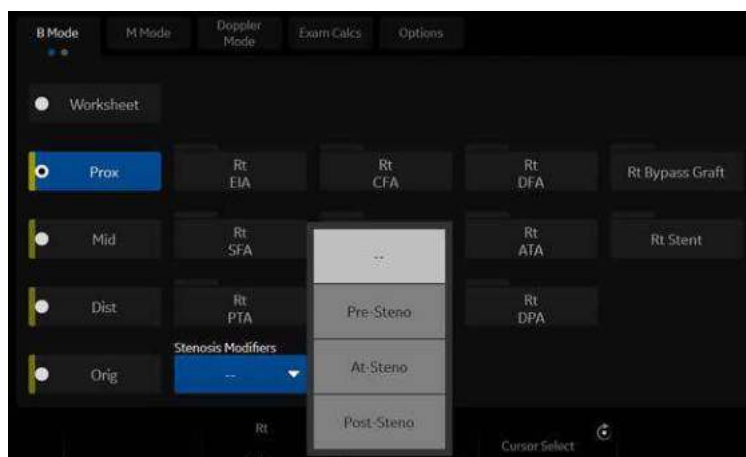 B Mode
M Mode
Doppler
Mode
Exam Calcs
Options
Worksheet
Prox
Rt
EIA
Rt
CFA
Rt
DFA
Rt Bypass Graft
Mid
Rt
SFA
--
Rt
ATA
Rt Stent
Dist
Rt
PTA
Pre-Steno
Rt
DPA
Stenosis Modifiers
Orig
--
At-Steno
Post-Steno
Rt
Cursor Select